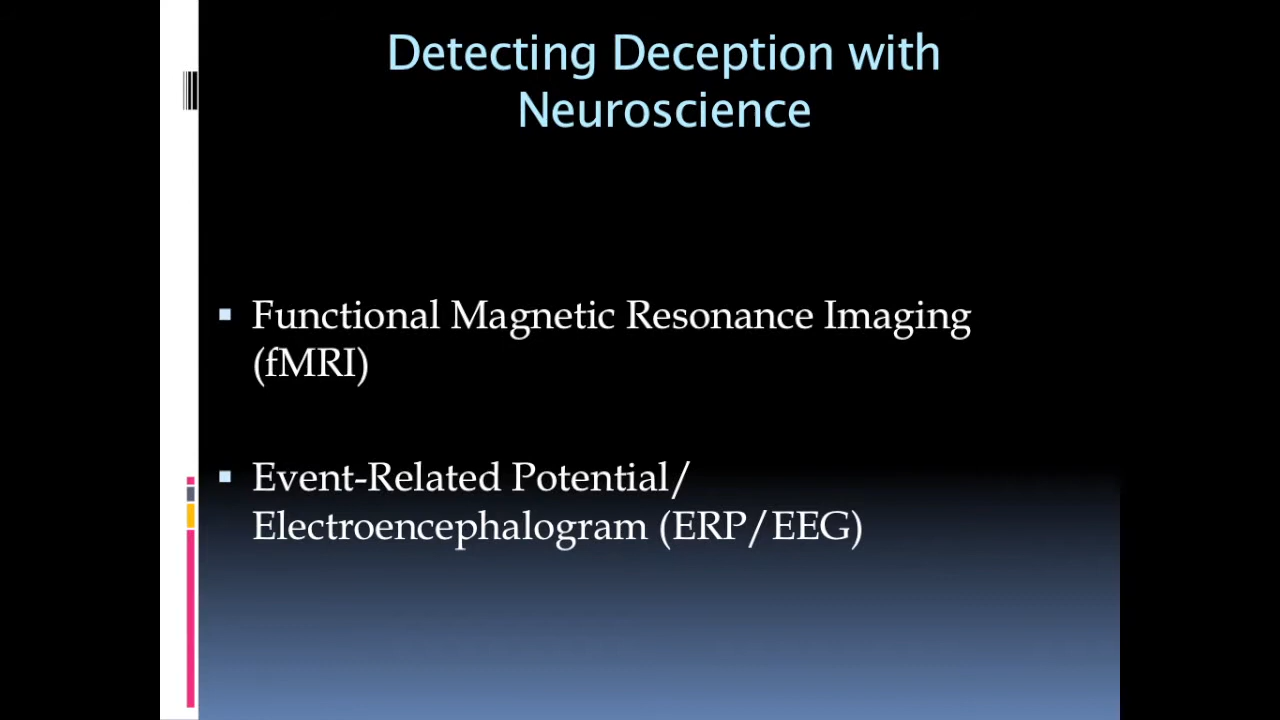 Detecting Deception with
Neuroscience
▪ Functional Magnetic Resonance Imaging
(fMRI)
▪ Event-Related Potential/
Electroencephalogram (ERP/EEG)